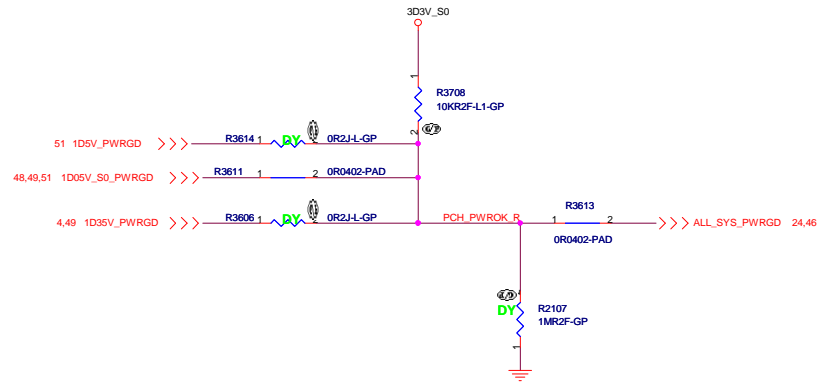 3D3V_S0
1
R3708
10KR2F-L1-GP
2
51 1D5V_PWRGD
R3614 1
DY
2
0R2J-L-GP
48,49,51 1D05V_S0_PWRGD
R3611
1
2
0R0402-PAD
4,49 1D35V_PWRGD
R3606 1
DY
2
0R2J-L-GP
PCH_PWROK_R
R3613
1
2
0R0402-PAD
ALL_SYS_PWRGD 24,46
DY
R2107
1MR2F-GP
1